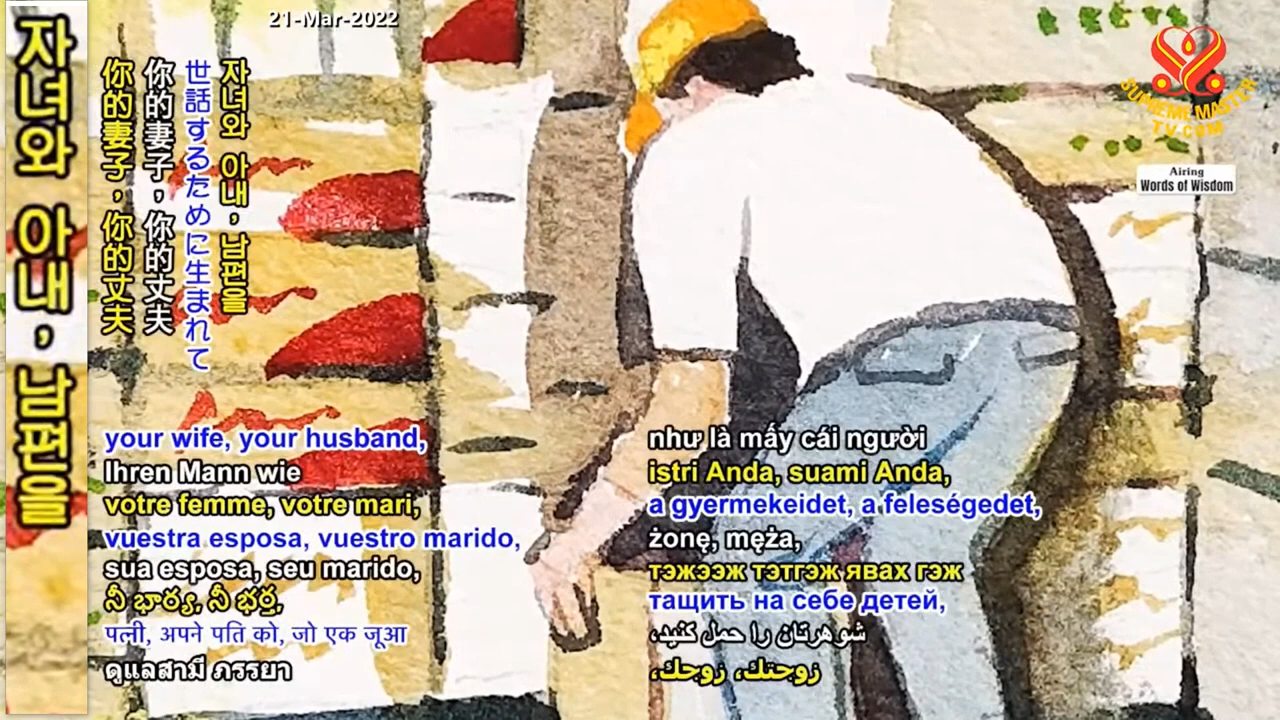 21-Mar-2022
SUPREME MASTER
TV.COM
Airing
Words of Wisdom
자녀와 아내, 남편을
你的妻子，你的丈夫
你的妻子，你的丈夫
世話するために生まれて
자녀와 아내, 남편을
your wife, your husband,
Ihren Mann wie
votre femme, votre mari,
vuestra esposa, vuestro marido,
sua esposa, seu marido,
నీ భార్య, నీ భర్త,
पत्नी, अपने पति को, जो एक जूआ
ดูแลสามี ภรรยา
như là mấy cái người
istri Anda, suami Anda,
a gyermekeidet, a feleségedet,
żonę, męża,
тэжээж тэтгэж явах гэж
тащить на себе детей,
شوهرتان را حمل کنید،
زوجتك، زوجك،